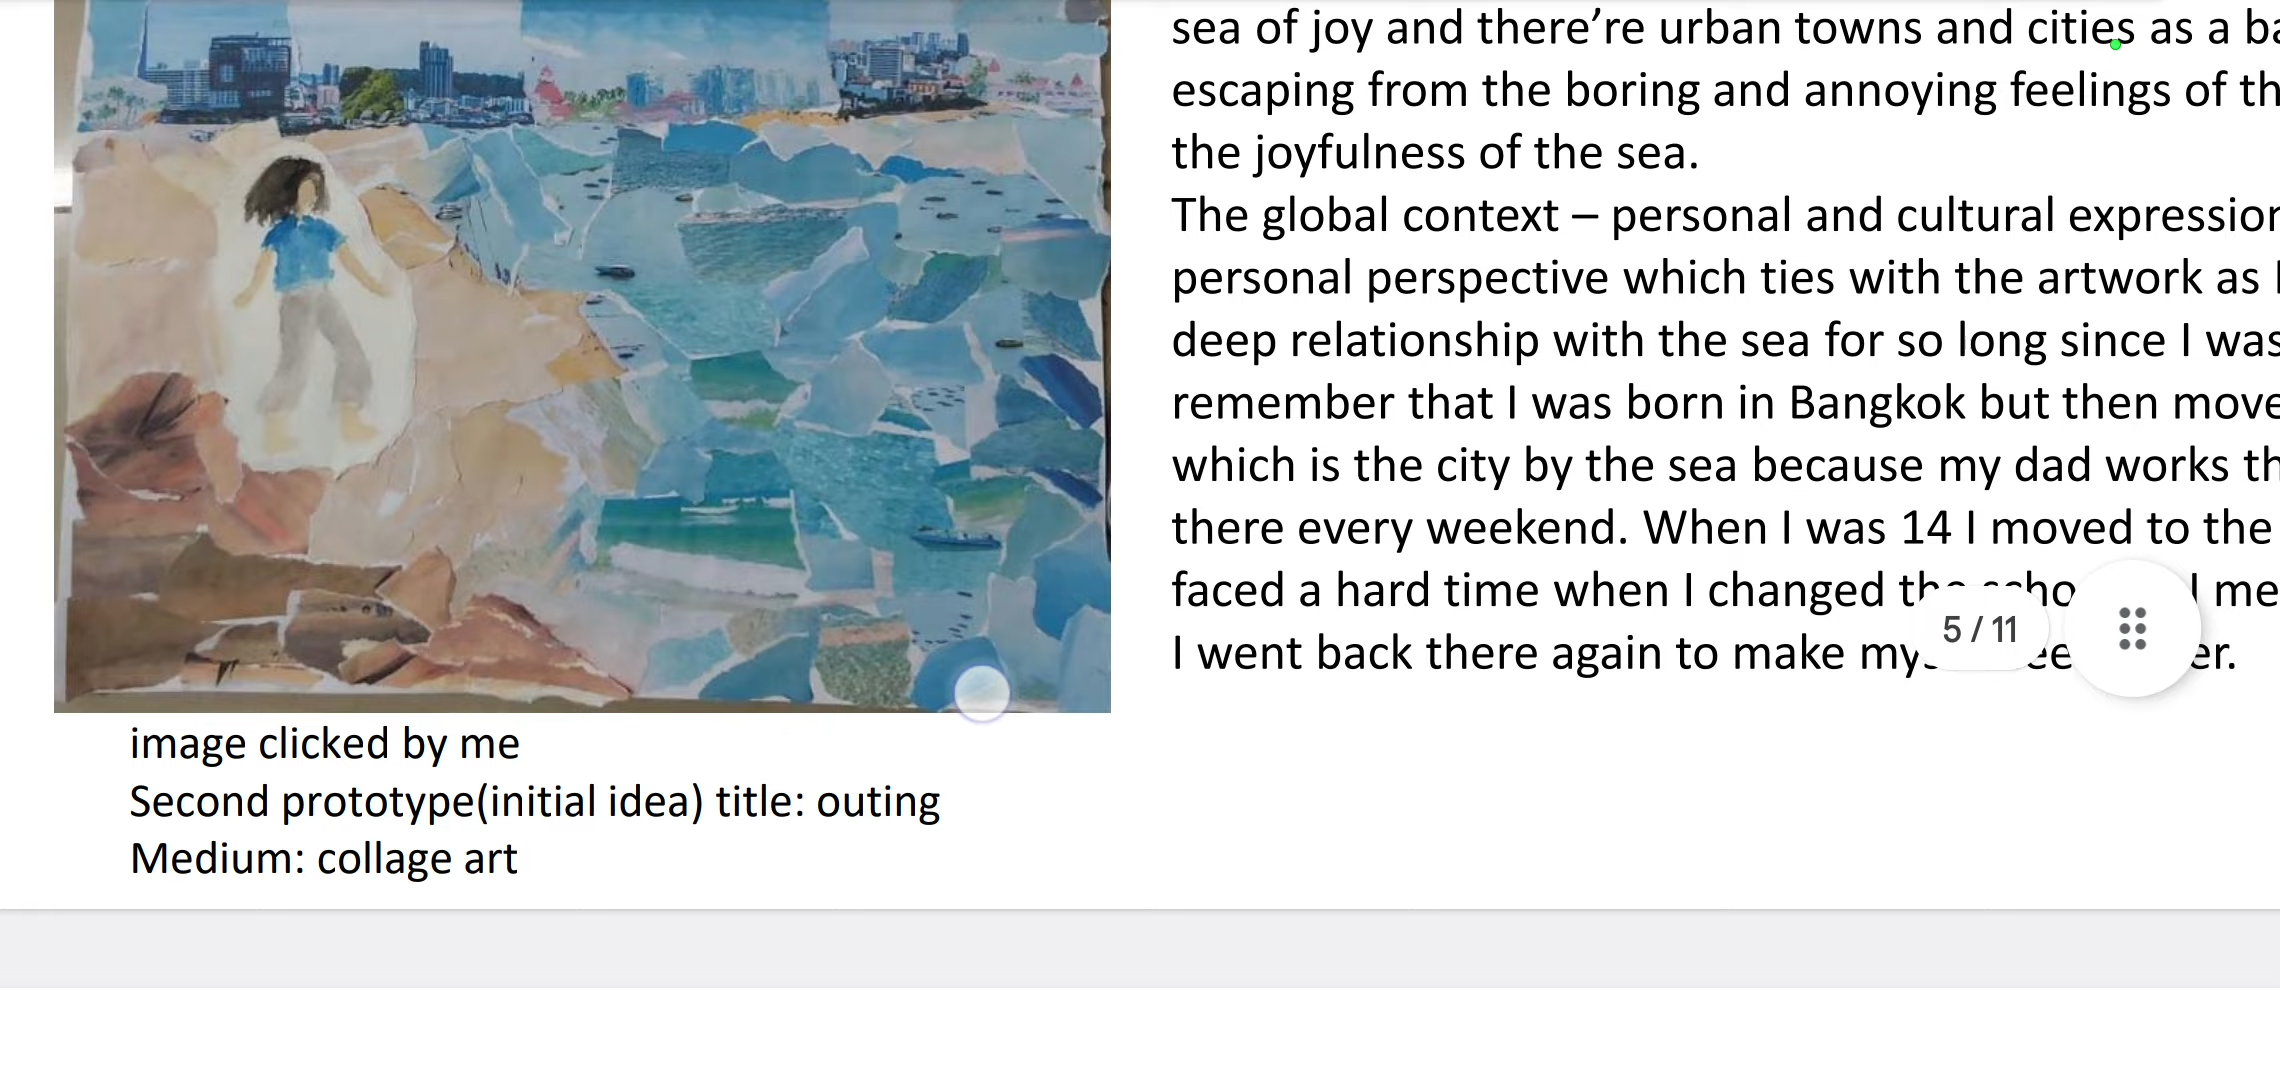 sea of joy and there’re urban towns and cities as a ba
escaping from the boring and annoying feelings of th
the joyfulness of the sea.
The global context – personal and cultural expression
personal perspective which ties with the artwork as I
deep relationship with the sea for so long since I was
remember that I was born in Bangkok but then move
which is the city by the sea because my dad works th
there every weekend. When I was 14 I moved to the
faced a hard time when I changed I me
I went back there again to make
5 / 11
image clicked by me
Second prototype(initial idea) title: outing
Medium: collage art